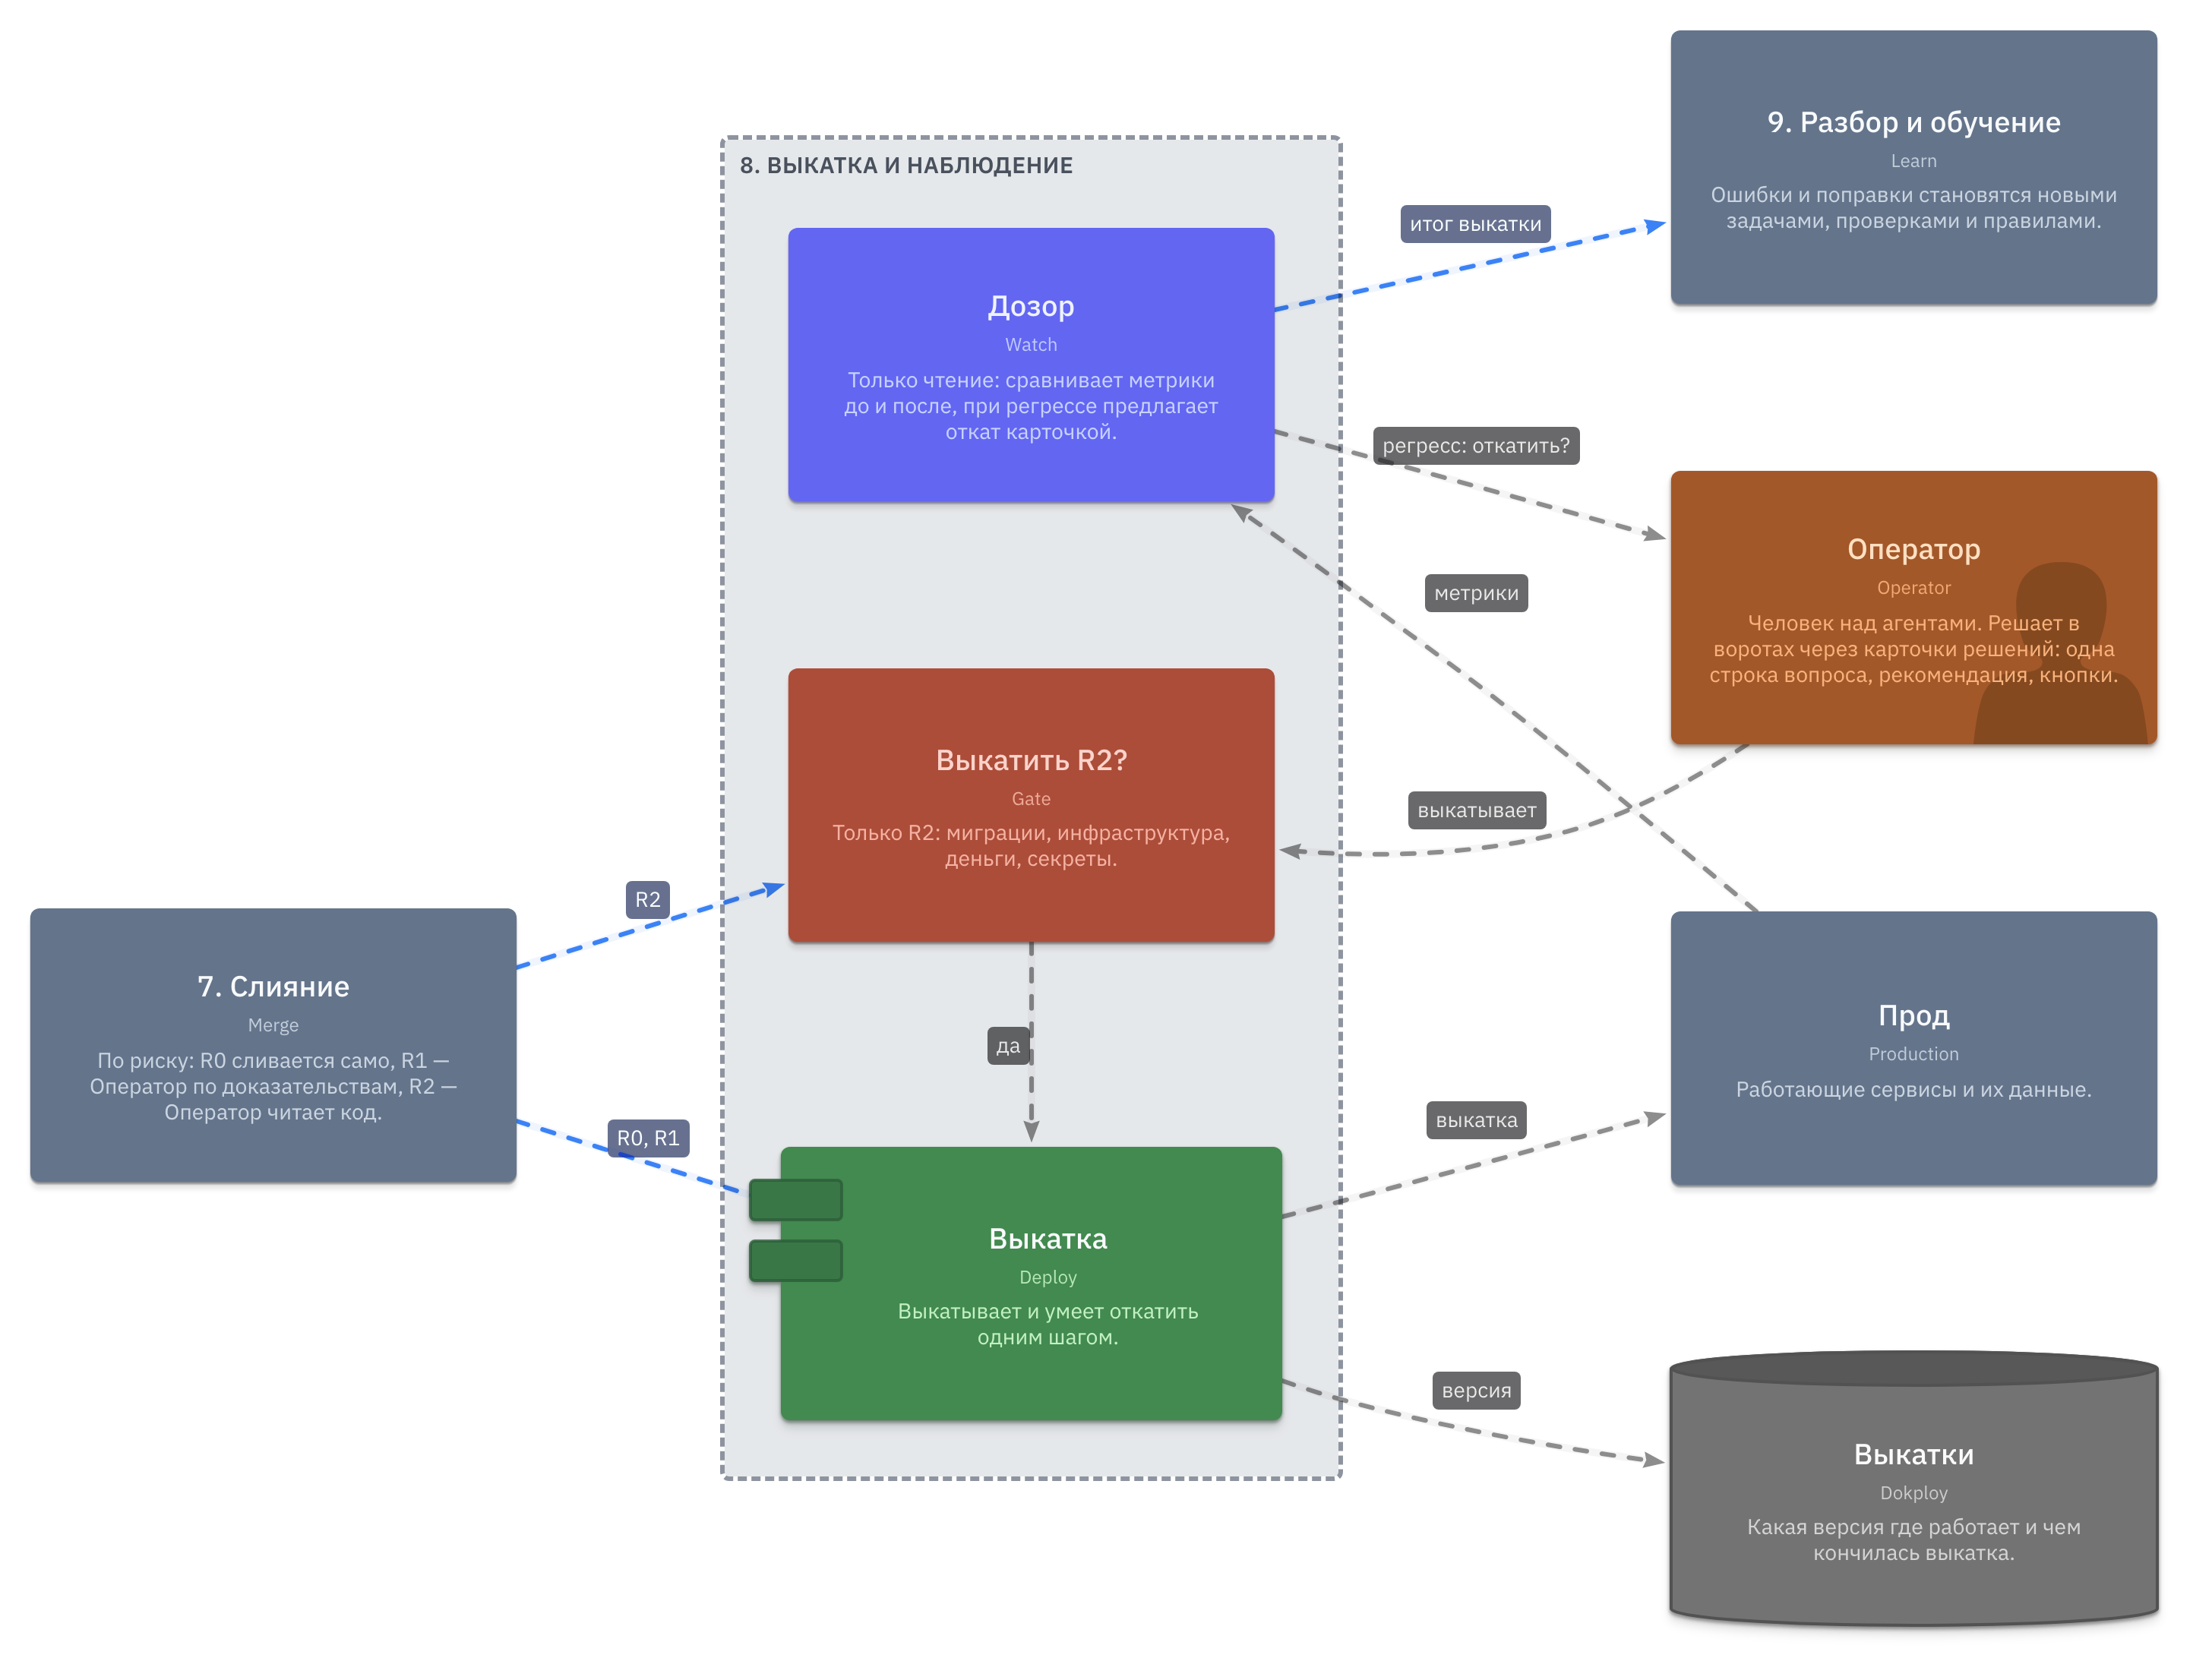 9. Разбор и обучение
Learn
Ошибки и поправки становятся новыми
задачами, проверками и правилами.
8. ВЫКАТКА И НАБЛЮДЕНИЕ
итог выкатки
Дозор
Watch
Только чтение: сравнивает метрики
до и после, при регрессе предлагает
откат карточкой.
регресс: откатить?
Оператор
Operator
Человек над агентами. Решает в
воротах через карточки решений: одна
строка вопроса, рекомендация, кнопки.
метрики
Выкатить R2?
Gate
Только R2: миграции, инфраструктура,
деньги, секреты.
выкатывает
R2
7. Слияние
Merge
По риску: R0 сливается само, R1 —
Оператор по доказательствам, R2 —
Оператор читает код.
R0, R1
да
Прод
Production
Работающие сервисы и их данные.
выкатка
Выкатка
Deploy
Выкатывает и умеет откатить
одним шагом.
версия
Выкатки
Dokploy
Какая версия где работает и чем
кончилась выкатка.